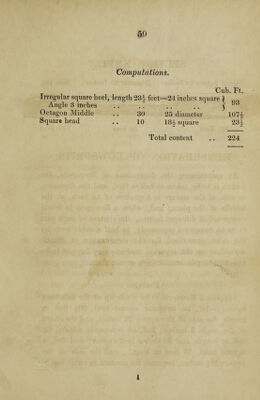 59
Computations.
Cub. Ft.
Irregular square heel, length 23½ feet—24 inches square }
Angle 3 inches .. .. .. .. } 93
Octagon Middle .. 30 25 diameter 107½
Square head .. 10 18½ square 23½
Total content .. 224
I